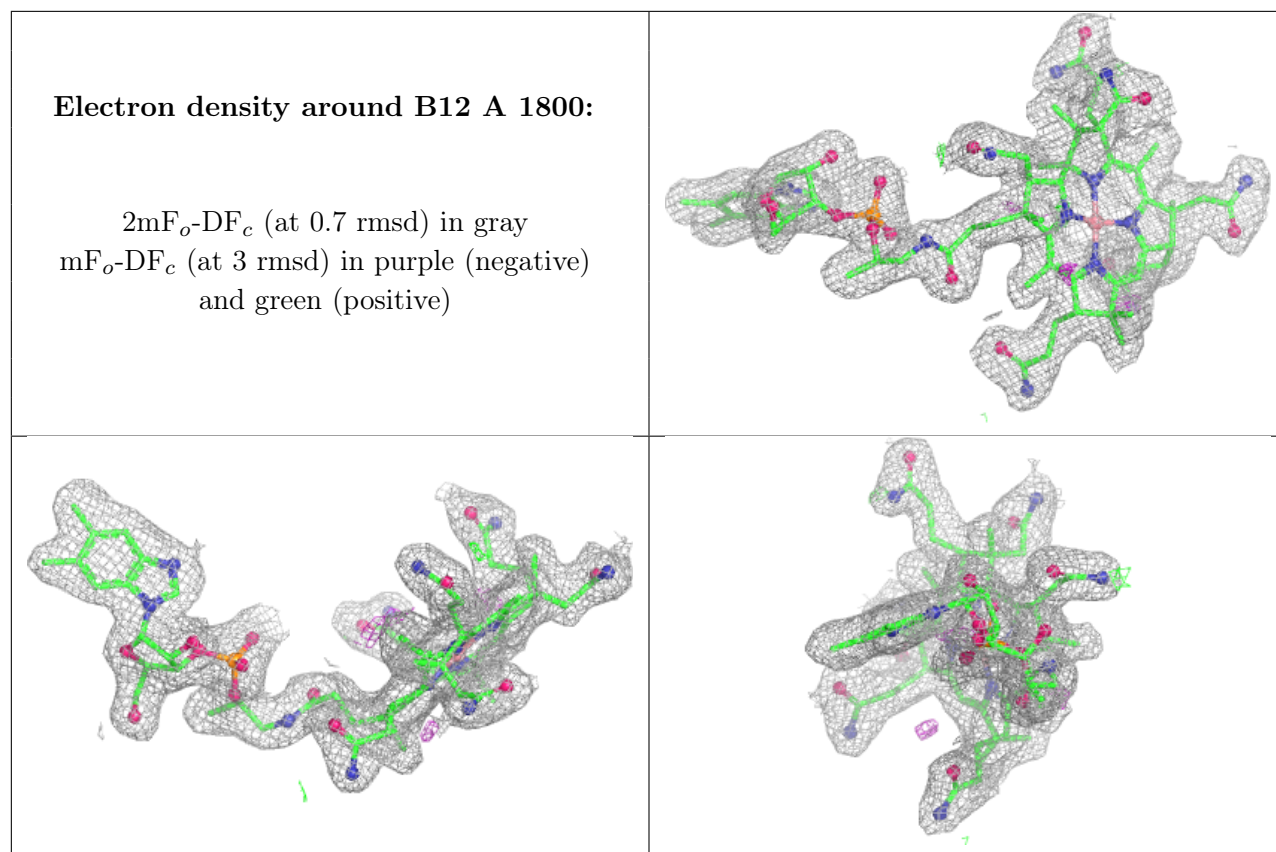 Electron density around B12 A 1800:
2mFo-DFc (at 0.7 rmsd) in gray
mFo-DFc (at 3 rmsd) in purple (negative)
and green (positive)